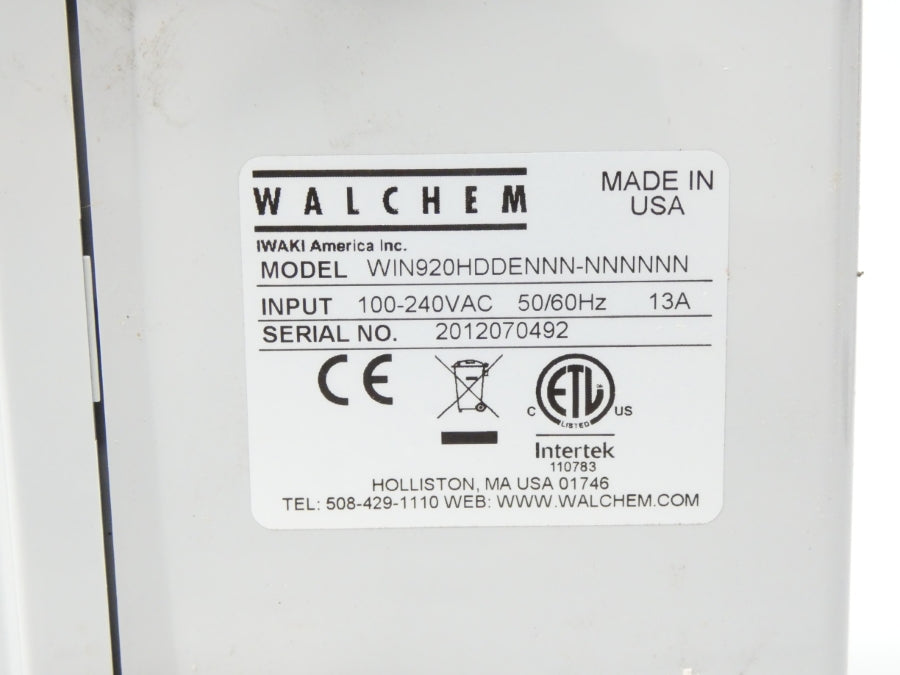 WALCHEM
MADE IN
USA
IWAKI America Inc.
MODEL WIN920HDDENNN-NNNNNN
INPUT 100-240VAC 50/60Hz 13A
SERIAL NO. 2012070492
CE
ETL
C US
LISTED
Intertek
110783
HOLLISTON, MA USA 01746
TEL: 508-429-1110 WEB: WWW.WALCHEM.COM